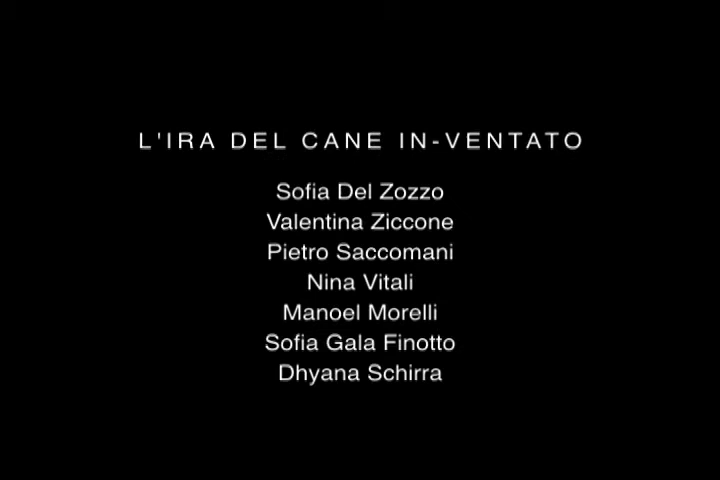 L'IRA DEL CANE IN-VENTATO
Sofia Del Zozzo
Valentina Ziccone
Pietro Saccomani
Nina Vitali
Manoel Morelli
Sofia Gala Finotto
Dhyana Schirra